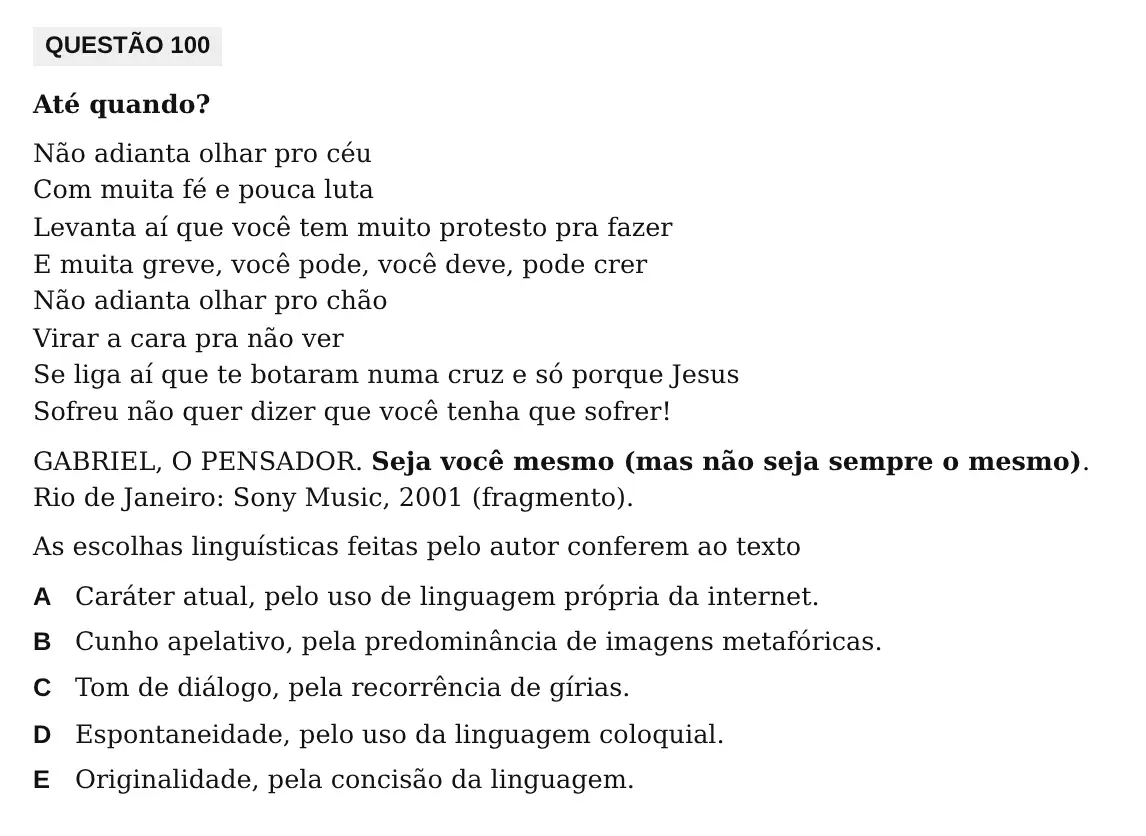 QUESTÃO 100
Até quando?
Não adianta olhar pro céu
Com muita fé e pouca luta
Levanta aí que você tem muito protesto pra fazer
E muita greve, você pode, você deve, pode crer
Não adianta olhar pro chão
Virar a cara pra não ver
Se liga aí que te botaram numa cruz e só porque Jesus
Sofreu não quer dizer que você tenha que sofrer!
GABRIEL, O PENSADOR. Seja você mesmo (mas não seja sempre o mesmo).
Rio de Janeiro: Sony Music, 2001 (fragmento).
As escolhas linguísticas feitas pelo autor conferem ao texto
A Caráter atual, pelo uso de linguagem própria da internet.
B Cunho apelativo, pela predominância de imagens metafóricas.
C Tom de diálogo, pela recorrência de gírias.
D Espontaneidade, pelo uso da linguagem coloquial.
E Originalidade, pela concisão da linguagem.